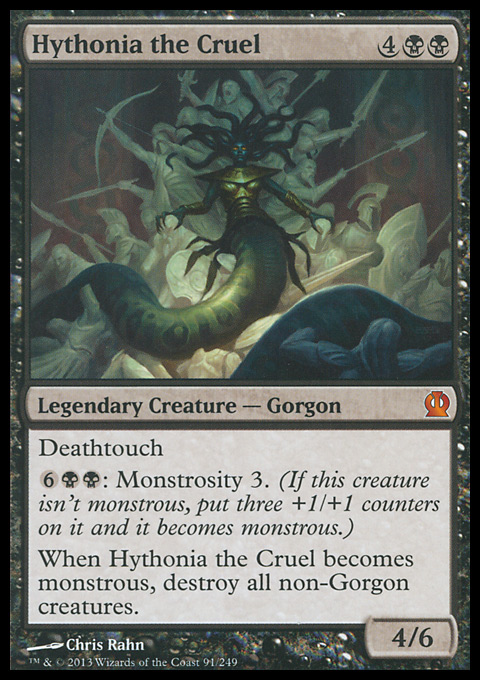 Hythonia the Cruel 4
Legendary Creature — Gorgon
Deathtouch
6: Monstrosity 3. (If this creature
isn't monstrous, put three +1/+1 counters
on it and it becomes monstrous.)
When Hythonia the Cruel becomes
monstrous, destroy all non-Gorgon
creatures.
4/6
Chris Rahn
™ & © 2013 Wizards of the Coast 91/249